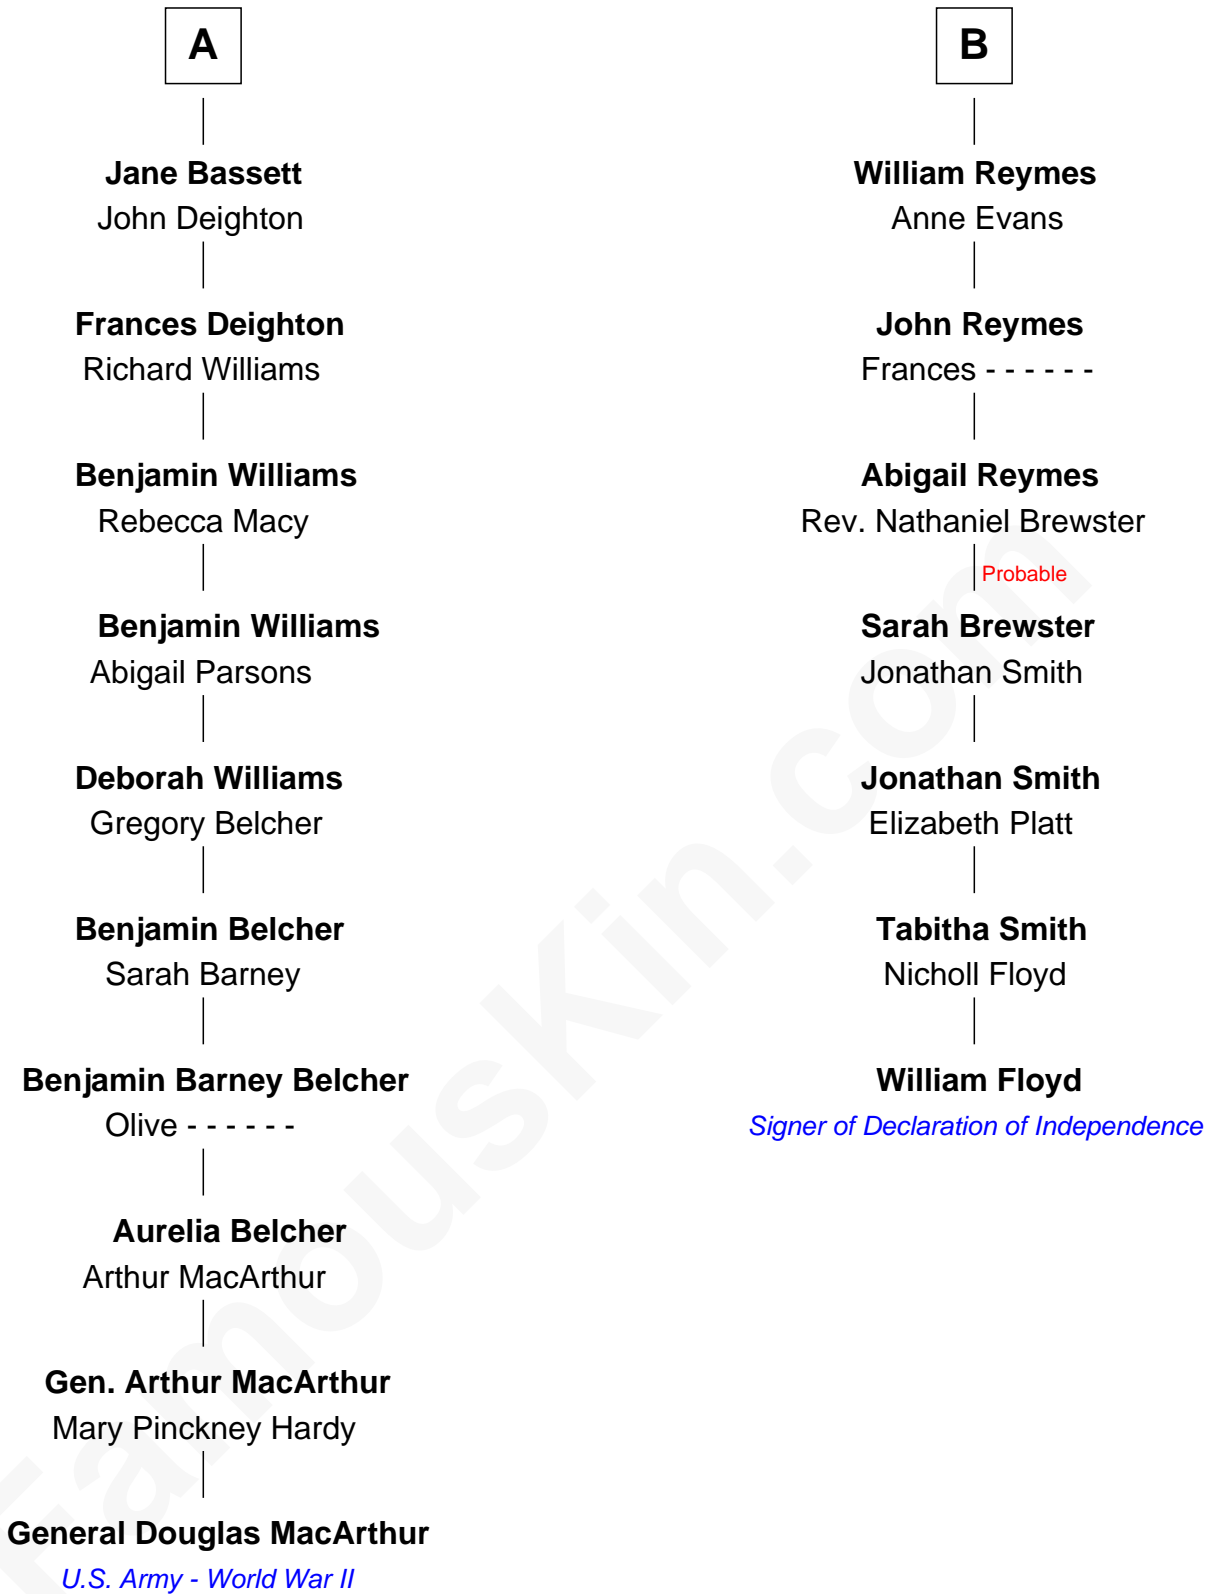 A
Jane Bassett
John Deighton
Frances Deighton
Richard Williams
Benjamin Williams
Rebecca Macy
Benjamin Williams
Abigail Parsons
Deborah Williams
Gregory Belcher
Benjamin Belcher
Sarah Barney
Benjamin Barney Belcher
Olive - - - - - -
Aurelia Belcher
Arthur MacArthur
Gen. Arthur MacArthur
Mary Pinckney Hardy
General Douglas MacArthur
U.S. Army - World War II
B
William Reymes
Anne Evans
John Reymes
Frances - - - - - -
Abigail Reymes
Rev. Nathaniel Brewster
Probable
Sarah Brewster
Jonathan Smith
Jonathan Smith
Elizabeth Platt
Tabitha Smith
Nicholl Floyd
William Floyd
Signer of Declaration of Independence
FamousKin.com